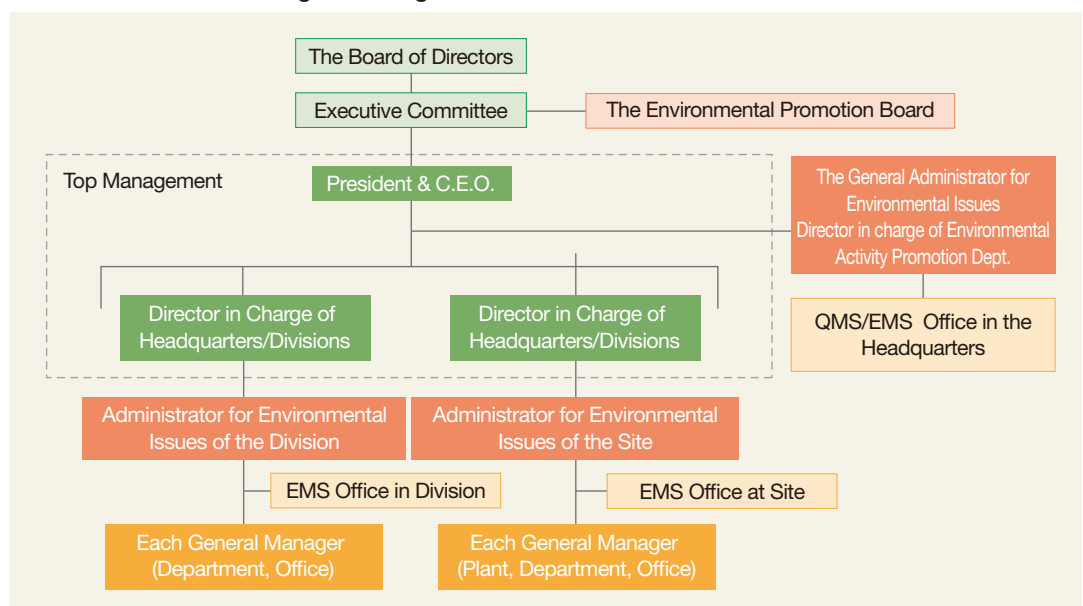 The Board of Directors
Executive Committee
The Environmental Promotion Board
Top Management
President & C.E.O.
The General Administrator for
Environmental Issues
Director in charge of Environmental
Activity Promotion Dept.
Director in Charge of
Headquarters/Divisions
Director in Charge of
Headquarters/Divisions
QMS/EMS Office in the
Headquarters
Administrator for Environmental
Issues of the Division
Administrator for Environmental
Issues of the Site
EMS Office in Division
EMS Office at Site
Each General Manager
(Department, Office)
Each General Manager
(Plant, Department, Office)